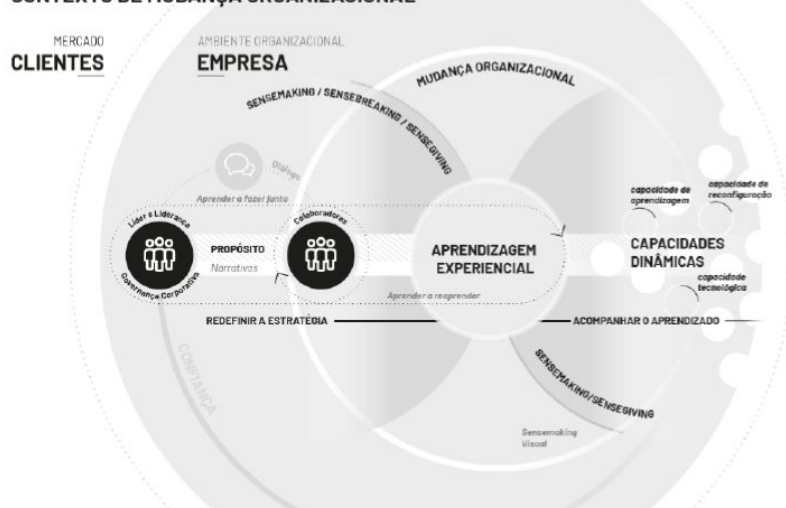 CONTEXTO DE MUDANÇA ORGANIZACIONAL
MERCADO
CLIENTES
AMBIENTE ORGANIZACIONAL
EMPRESA
MUDANÇA ORGANIZACIONAL
SENSEMAKING / SENSEBREAKING / SENSEGIVING
Diálogo
Aprender a fazer junto
Líder e Liderança
Governança Corporativa
PROPÓSITO
Narrativas
Colaboradores
APRENDIZAGEM
EXPERIENCIAL
Aprender a reaprender
capacidade de
aprendizagem
capacidade de
reconfiguração
CAPACIDADES
DINÂMICAS
capacidade
tecnológica
REDEFINIR A ESTRATÉGIA
ACOMPANHAR O APRENDIZADO
CONFIANÇA
SENSEMAKING/SENSEGIVING
Sensemaking
Visual